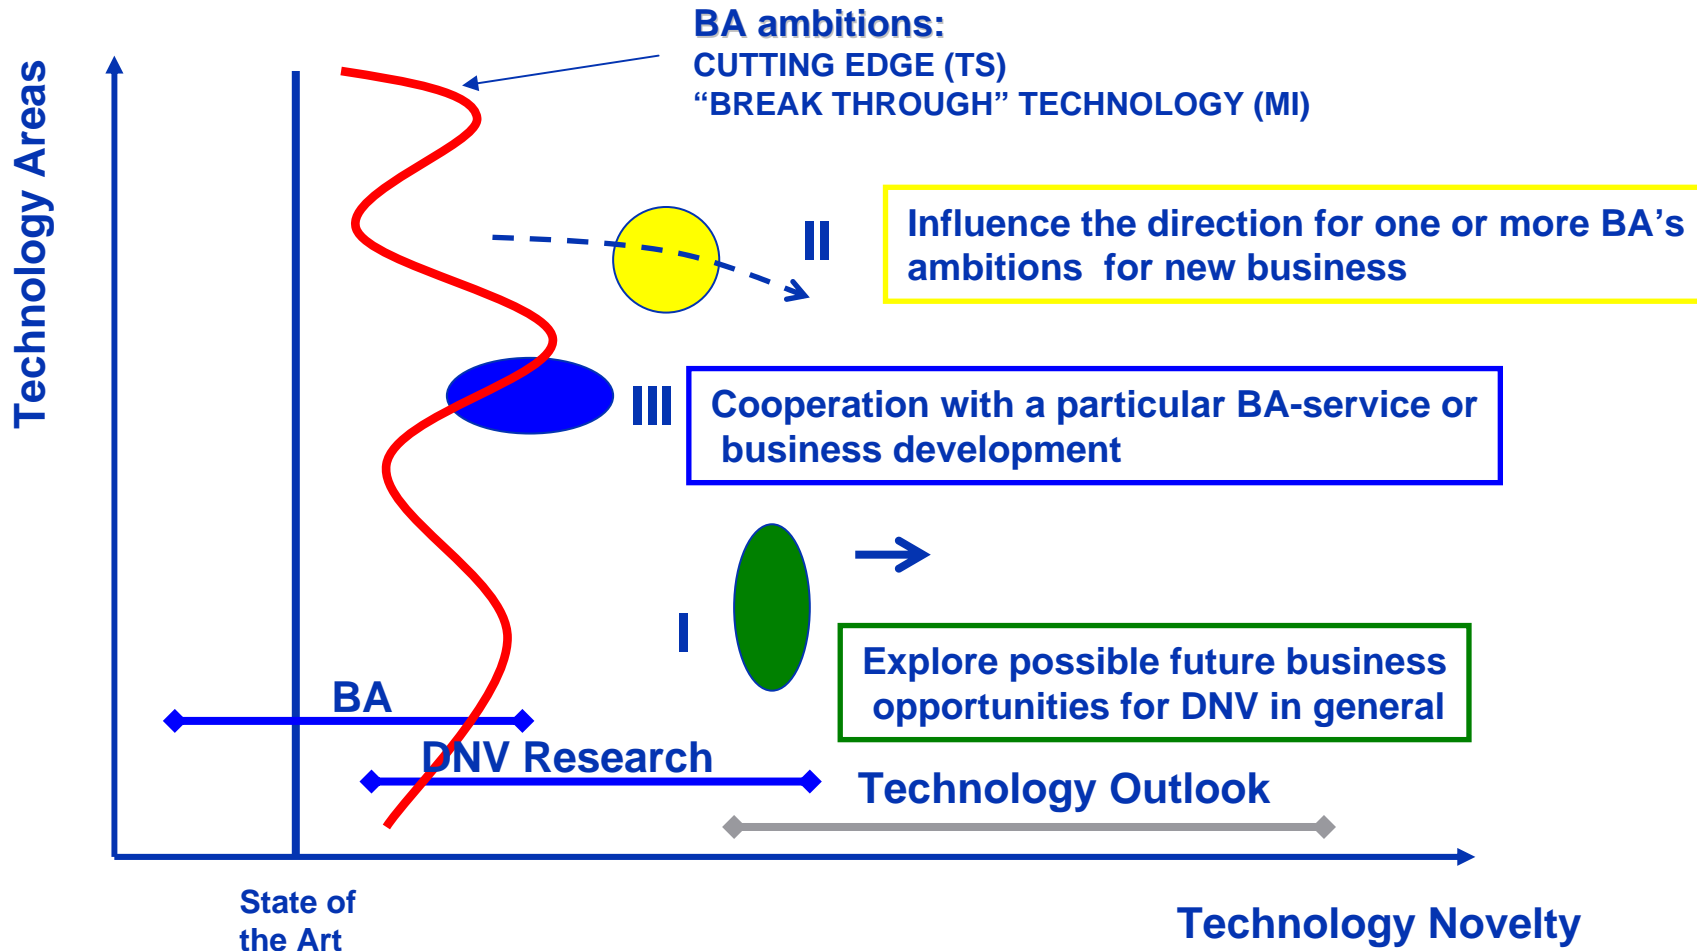 BA ambitions:
CUTTING EDGE (TS)
“BREAK THROUGH” TECHNOLOGY (MI)
Technology Areas
II
Influence the direction for one or more BA’s
ambitions for new business
III
Cooperation with a particular BA-service or
business development
I
Explore possible future business
opportunities for DNV in general
BA
DNV Research
Technology Outlook
State of
the Art
Technology Novelty